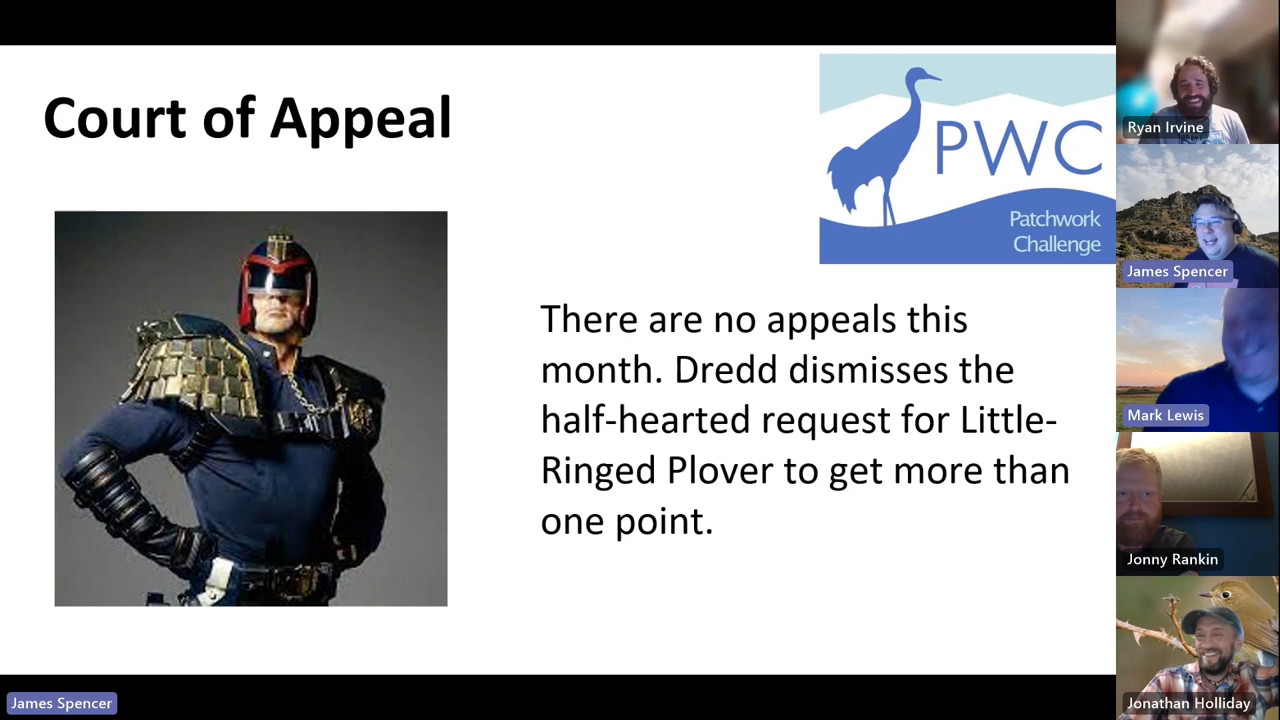 Court of Appeal
PWC
Patchwork
Challenge
There are no appeals this
month. Dredd dismisses the
half-hearted request for Little-
Ringed Plover to get more than
one point.
Ryan Irvine
James Spencer
Mark Lewis
Jonny Rankin
Jonathan Holliday
James Spencer